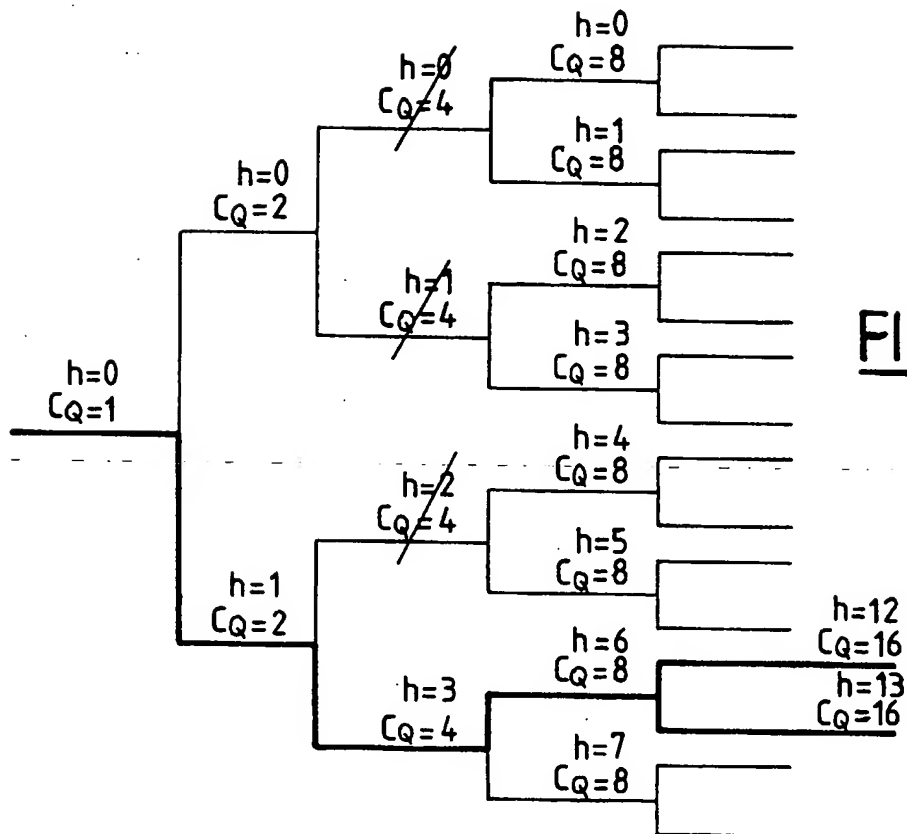 h=0
CQ=1
h=0
CQ=2
h=1
CQ=2
h=0
CQ=4
h=1
CQ=4
h=2
CQ=4
h=3
CQ=4
h=0
CQ=8
h=1
CQ=8
h=2
CQ=8
h=3
CQ=8
h=4
CQ=8
h=5
CQ=8
h=6
CQ=8
h=7
CQ=8
h=12
CQ=16
h=13
CQ=16
FI